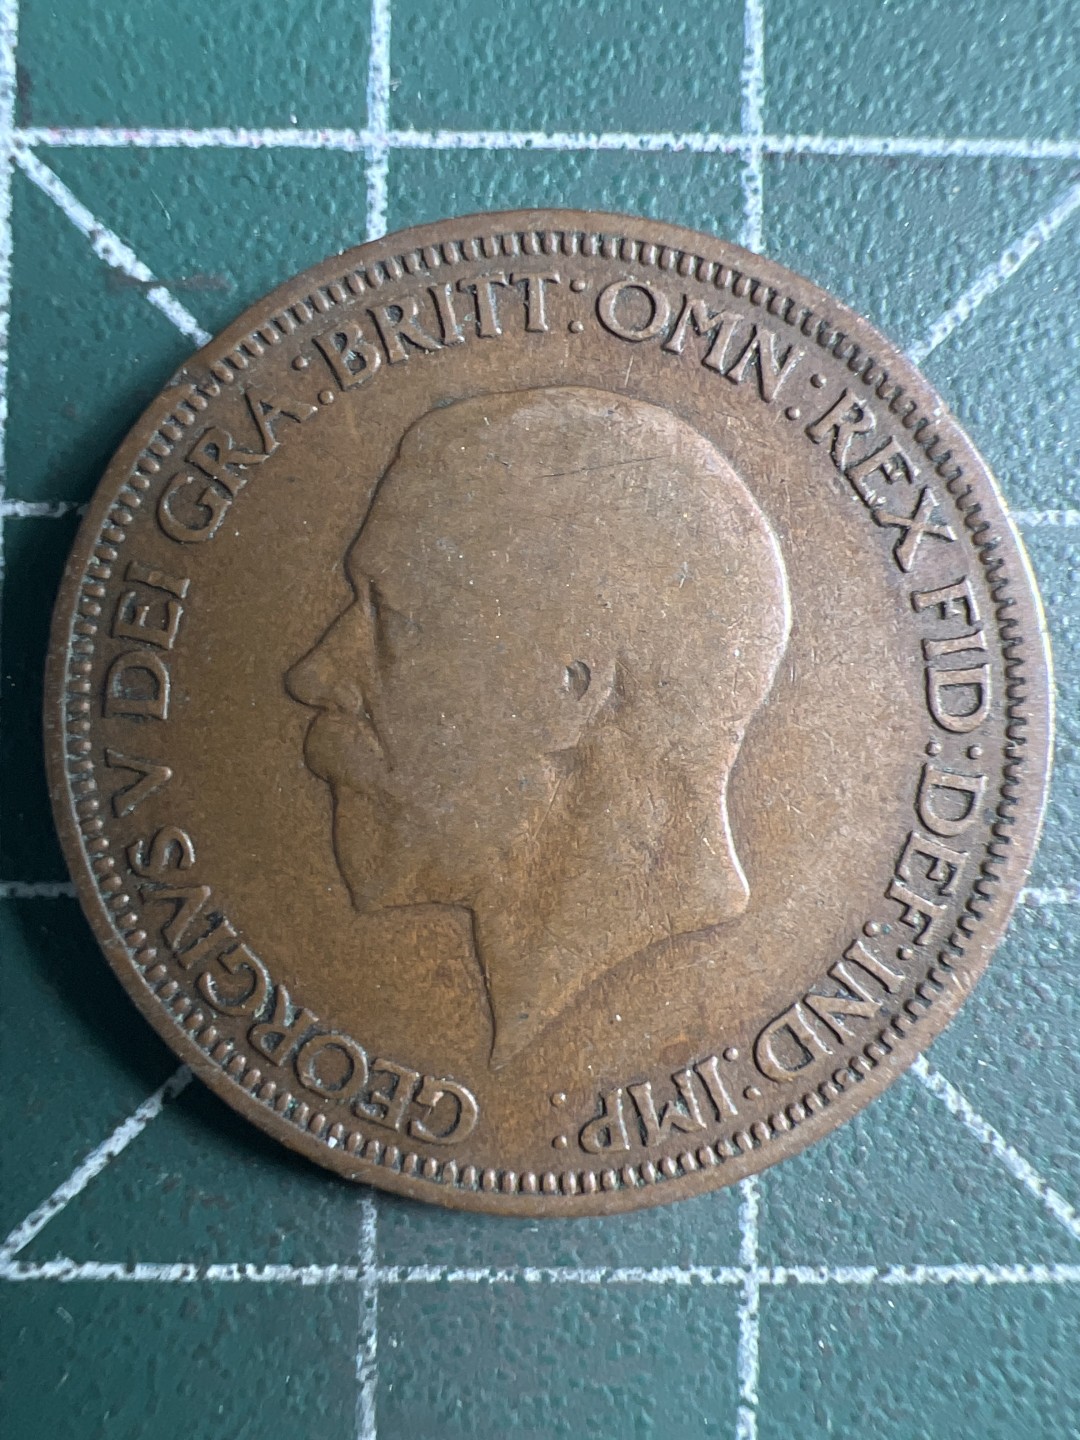 GEORGIVS V DEI GRA: BRITT: OMN: REX FID: DEF: IND: IMP: